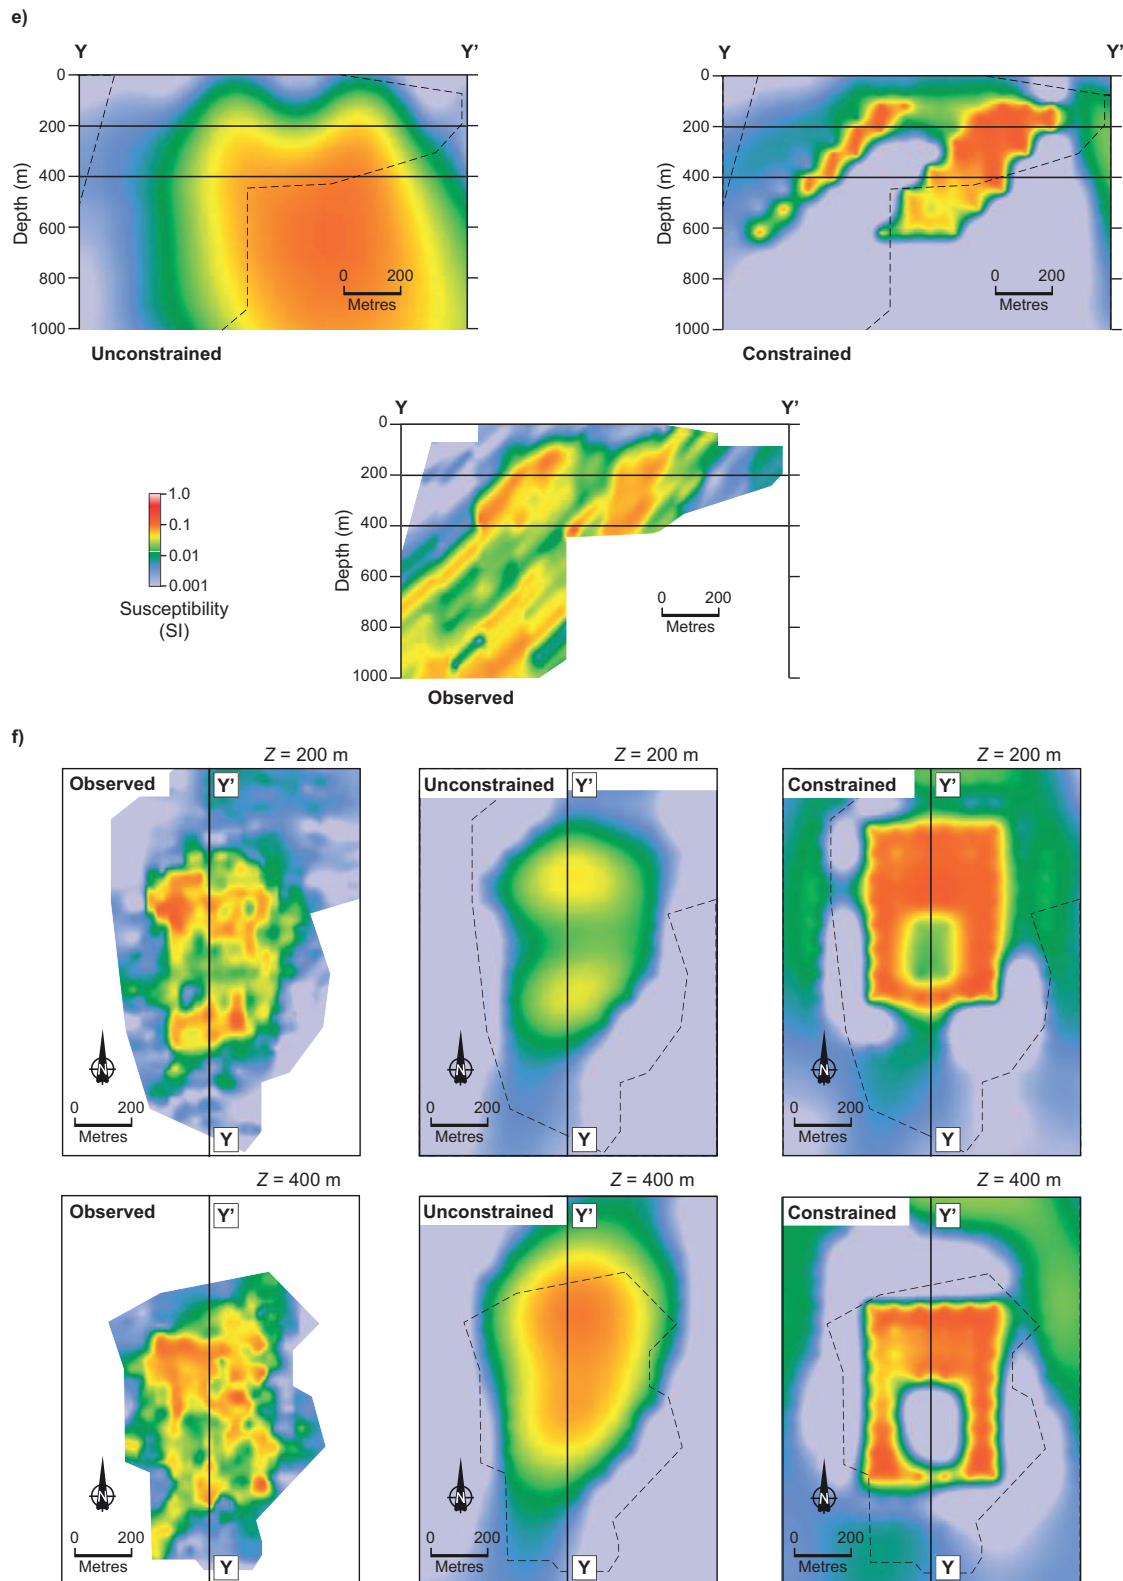 e)
Y Y’ Y Y’
0 0
200 200
400 400
600 600
800 800
1000 1000
Depth (m) Depth (m)
0 200 0 200
Metres Metres
Unconstrained Constrained
Y Y’
0
200
400
600
800
1000
Depth (m)
1.0
0.1
0.01
0.001
Susceptibility
(SI)
0 200
Metres
Observed
f)
Z = 200 m Z = 200 m Z = 200 m
Observed Y’ Unconstrained Y’ Constrained Y’
N N N
0 200 0 200 0 200
Metres Y Metres Y Metres Y
Z = 400 m Z = 400 m Z = 400 m
Observed Y’ Unconstrained Y’ Constrained Y’
N N N
0 200 0 200 0 200
Metres Y Metres Y Metres Y